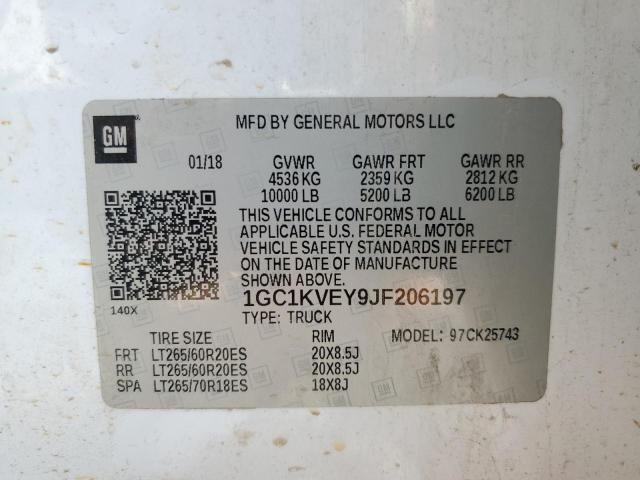 GM
MFD BY GENERAL MOTORS LLC
01/18 GVWR GAWR FRT GAWR RR
4536 KG 2359 KG 2812 KG
10000 LB 5200 LB 6200 LB
THIS VEHICLE CONFORMS TO ALL
APPLICABLE U.S. FEDERAL MOTOR
VEHICLE SAFETY STANDARDS IN EFFECT
ON THE DATE OF MANUFACTURE
SHOWN ABOVE.
1GC1KVEY9JF206197
140X
TYPE: TRUCK MODEL: 97CK25743
TIRE SIZE RIM
FRT LT265/60R20ES 20X8.5J
RR LT265/60R20ES 20X8.5J
SPA LT265/70R18ES 18X8J